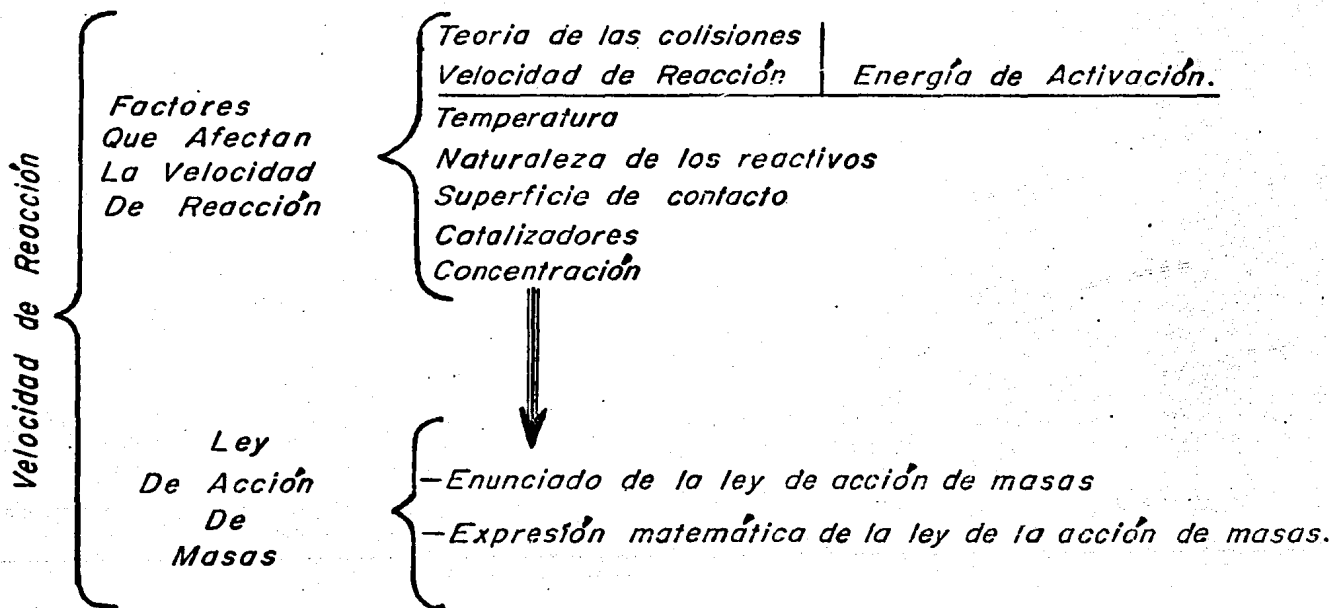 Velocidad de Reacción
Factores
Que Afectan
La Velocidad
De Reacción
Teoria de las colisiones
Velocidad de Reacción Energía de Activación.
Temperatura
Naturaleza de los reactivos
Superficie de contacto
Catalizadores
Concentración
Ley
De Acción
De
Masas
—Enunciado de la ley de acción de masas
—Expresión matemática de la ley de la acción de masas.